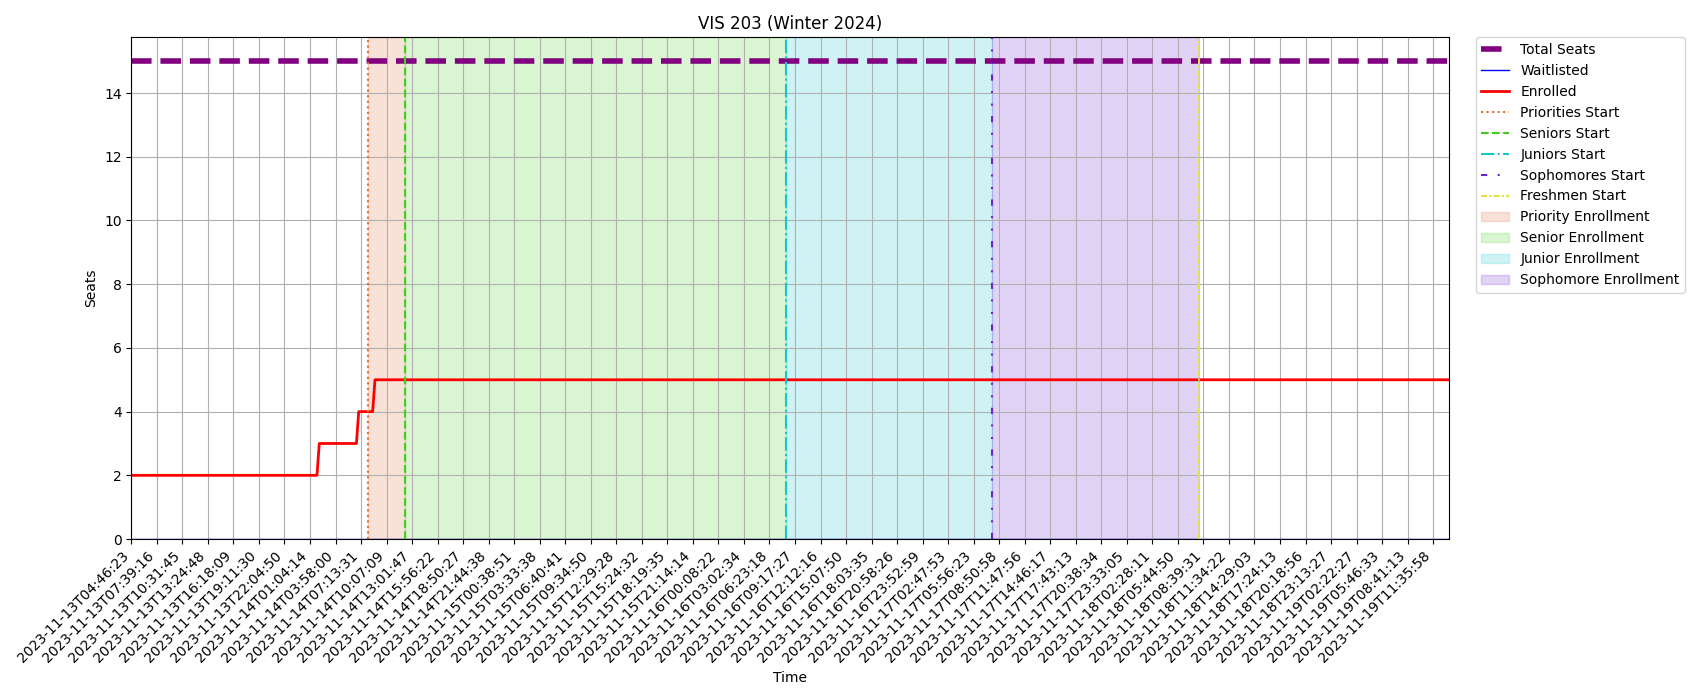 VIS 203 (Winter 2024)
Seats
14
12
10
8
6
4
2
0
2023-11-13T04:46:23
2023-11-13T07:39:16
2023-11-13T10:31:45
2023-11-13T13:24:48
2023-11-13T16:18:09
2023-11-13T19:11:30
2023-11-13T22:04:50
2023-11-14T01:04:14
2023-11-14T03:58:00
2023-11-14T07:13:31
2023-11-14T10:07:09
2023-11-14T13:01:47
2023-11-14T15:56:22
2023-11-14T18:50:27
2023-11-14T21:44:38
2023-11-15T00:38:51
2023-11-15T03:33:38
2023-11-15T06:40:41
2023-11-15T09:34:50
2023-11-15T12:29:28
2023-11-15T15:24:32
2023-11-15T18:19:35
2023-11-15T21:14:14
2023-11-16T00:08:22
2023-11-16T03:02:34
2023-11-16T06:23:18
2023-11-16T09:17:27
2023-11-16T12:12:16
2023-11-16T15:07:50
2023-11-16T18:03:35
2023-11-16T20:58:26
2023-11-16T23:52:59
2023-11-17T02:47:53
2023-11-17T05:56:23
2023-11-17T08:50:58
2023-11-17T11:47:56
2023-11-17T14:46:17
2023-11-17T17:43:13
2023-11-17T20:38:34
2023-11-17T23:33:05
2023-11-18T02:28:11
2023-11-18T05:44:50
2023-11-18T08:39:31
2023-11-18T11:34:22
2023-11-18T14:29:03
2023-11-18T17:24:13
2023-11-18T20:18:56
2023-11-18T23:13:27
2023-11-19T02:22:27
2023-11-19T05:46:33
2023-11-19T08:41:13
2023-11-19T11:35:58
Time
Total Seats
Waitlisted
Enrolled
Priorities Start
Seniors Start
Juniors Start
Sophomores Start
Freshmen Start
Priority Enrollment
Senior Enrollment
Junior Enrollment
Sophomore Enrollment